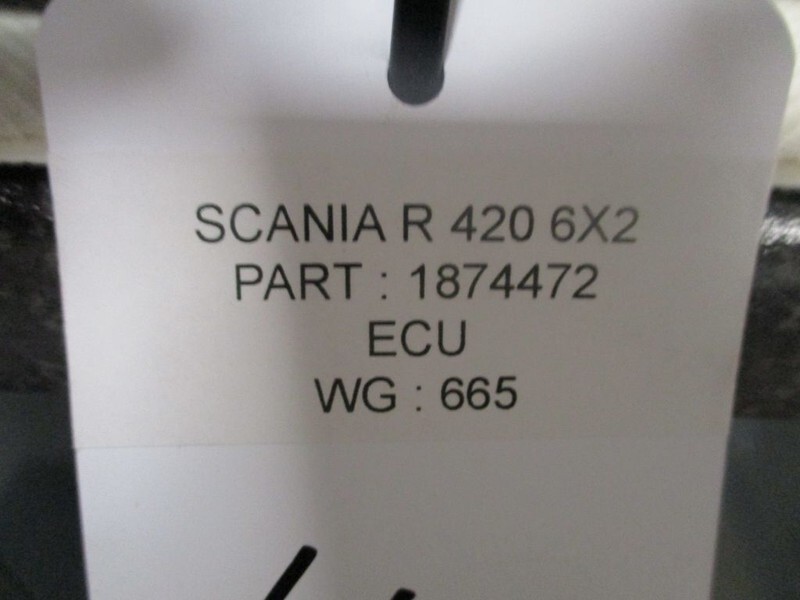 SCANIA R 420 6X2
PART : 1874472
ECU
WG : 665